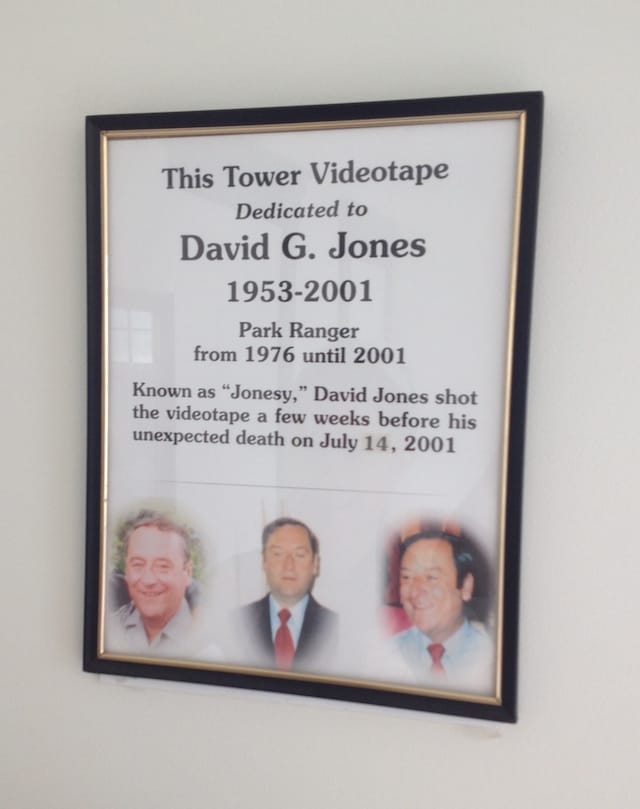 This Tower Videotape
Dedicated to
David G. Jones
1953-2001
Park Ranger
from 1976 until 2001
Known as “Jonesy,” David Jones shot
the videotape a few weeks before his
unexpected death on July 14, 2001